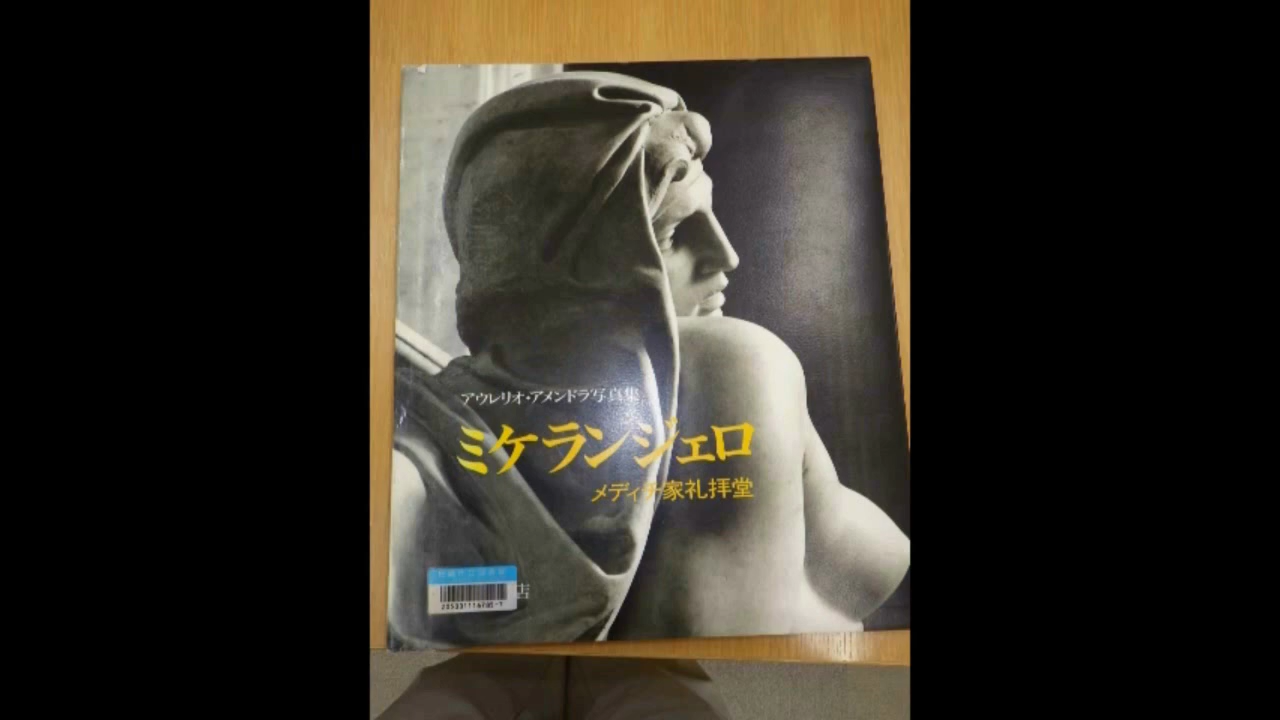 アウレリオ・アメンドラ写真集
ミケランジェロ
メディチ家礼拝堂
店